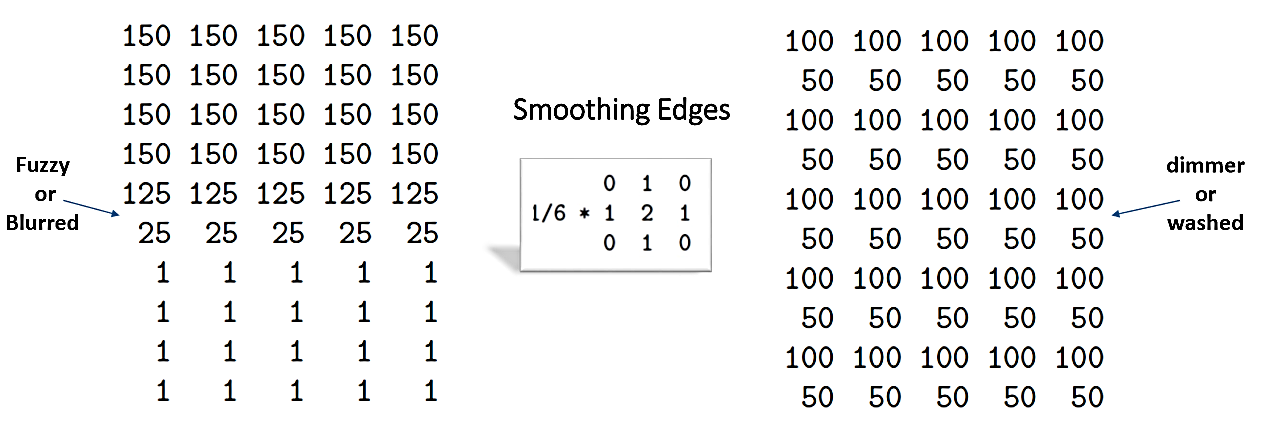 150 150 150 150 150
150 150 150 150 150
150 150 150 150 150
150 150 150 150 150
125 125 125 125 125
25 25 25 25 25
1 1 1 1 1
1 1 1 1 1
1 1 1 1 1
1 1 1 1 1
Fuzzy
or
Blurred
Smoothing Edges
0 1 0
1/6 * 1 2 1
0 1 0
100 100 100 100 100
50 50 50 50 50
100 100 100 100 100
50 50 50 50 50
100 100 100 100 100
50 50 50 50 50
100 100 100 100 100
50 50 50 50 50
100 100 100 100 100
50 50 50 50 50
dimmer
or
washed